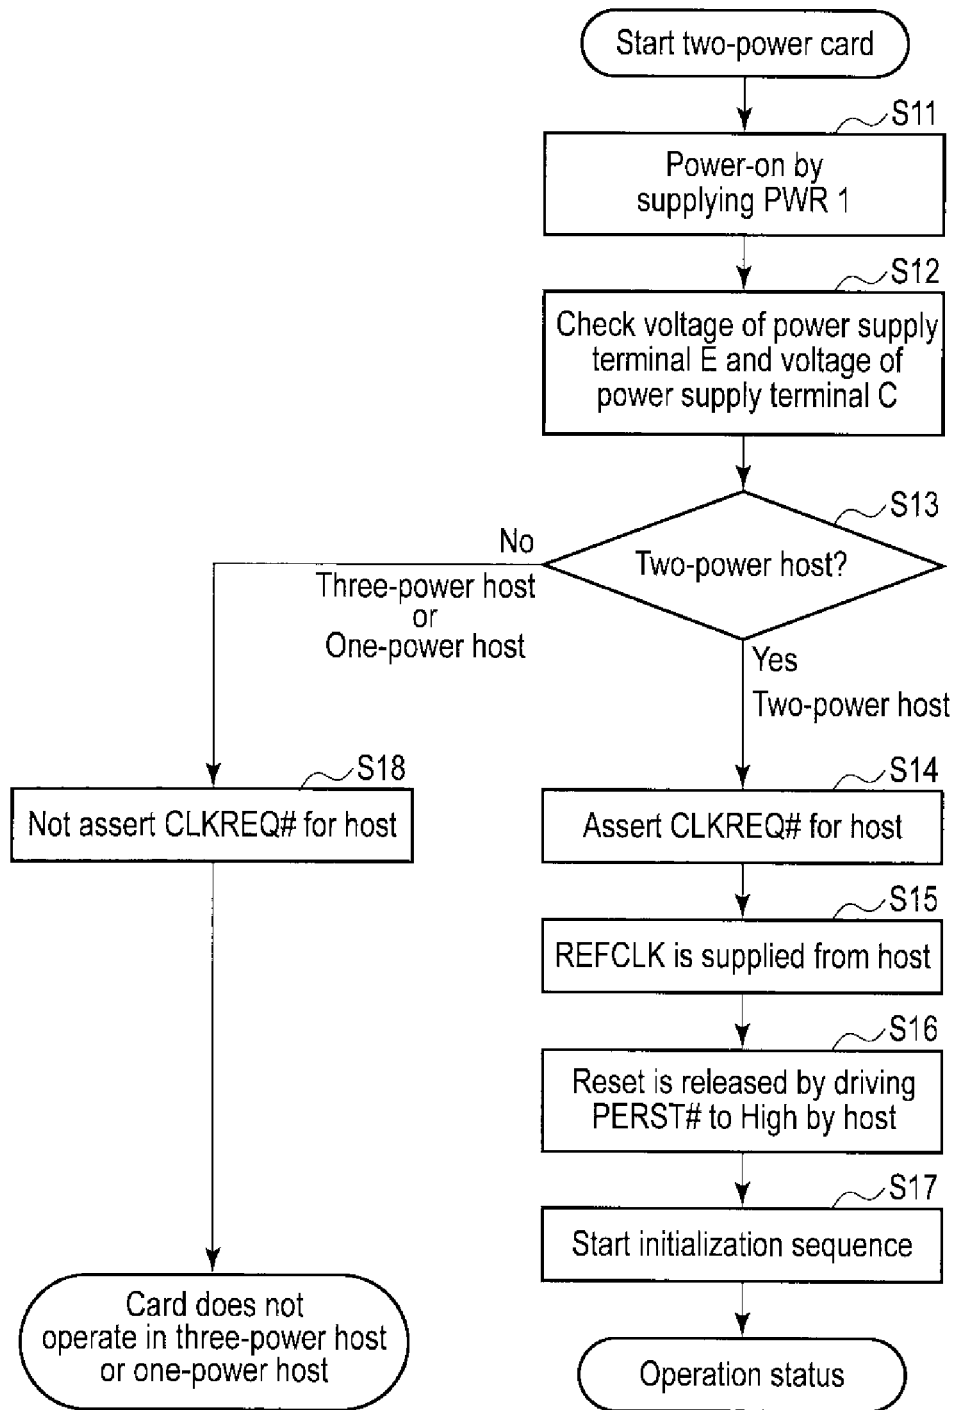 Start two-power card
S11
Power-on by
supplying PWR 1
S12
Check voltage of power supply
terminal E and voltage of
power supply terminal C
S13
Two-power host?
No
Three-power host
or
One-power host
Yes
Two-power host
S18
Not assert CLKREQ# for host
S14
Assert CLKREQ# for host
S15
REFCLK is supplied from host
S16
Reset is released by driving
PERST# to High by host
S17
Start initialization sequence
Card does not
operate in three-power host
or one-power host
Operation status